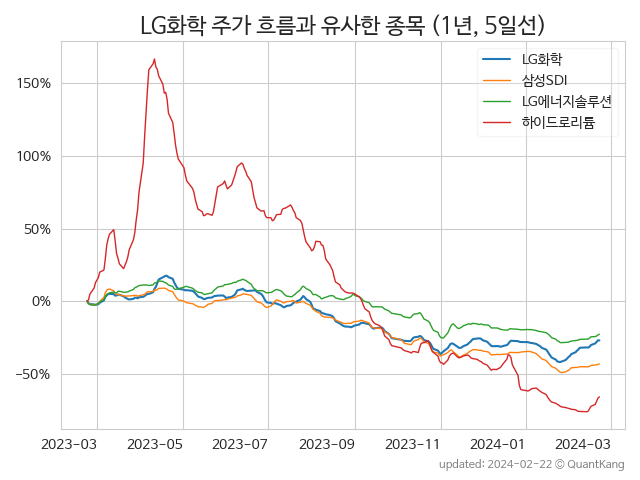 LG화학 주가 흐름과 유사한 종목 (1년, 5일선)
LG화학
삼성SDI
LG에너지솔루션
하이드로리튬
150%
100%
50%
0%
−50%
2023-03 2023-05 2023-07 2023-09 2023-11 2024-01 2024-03
updated: 2024-02-22 © QuantKang